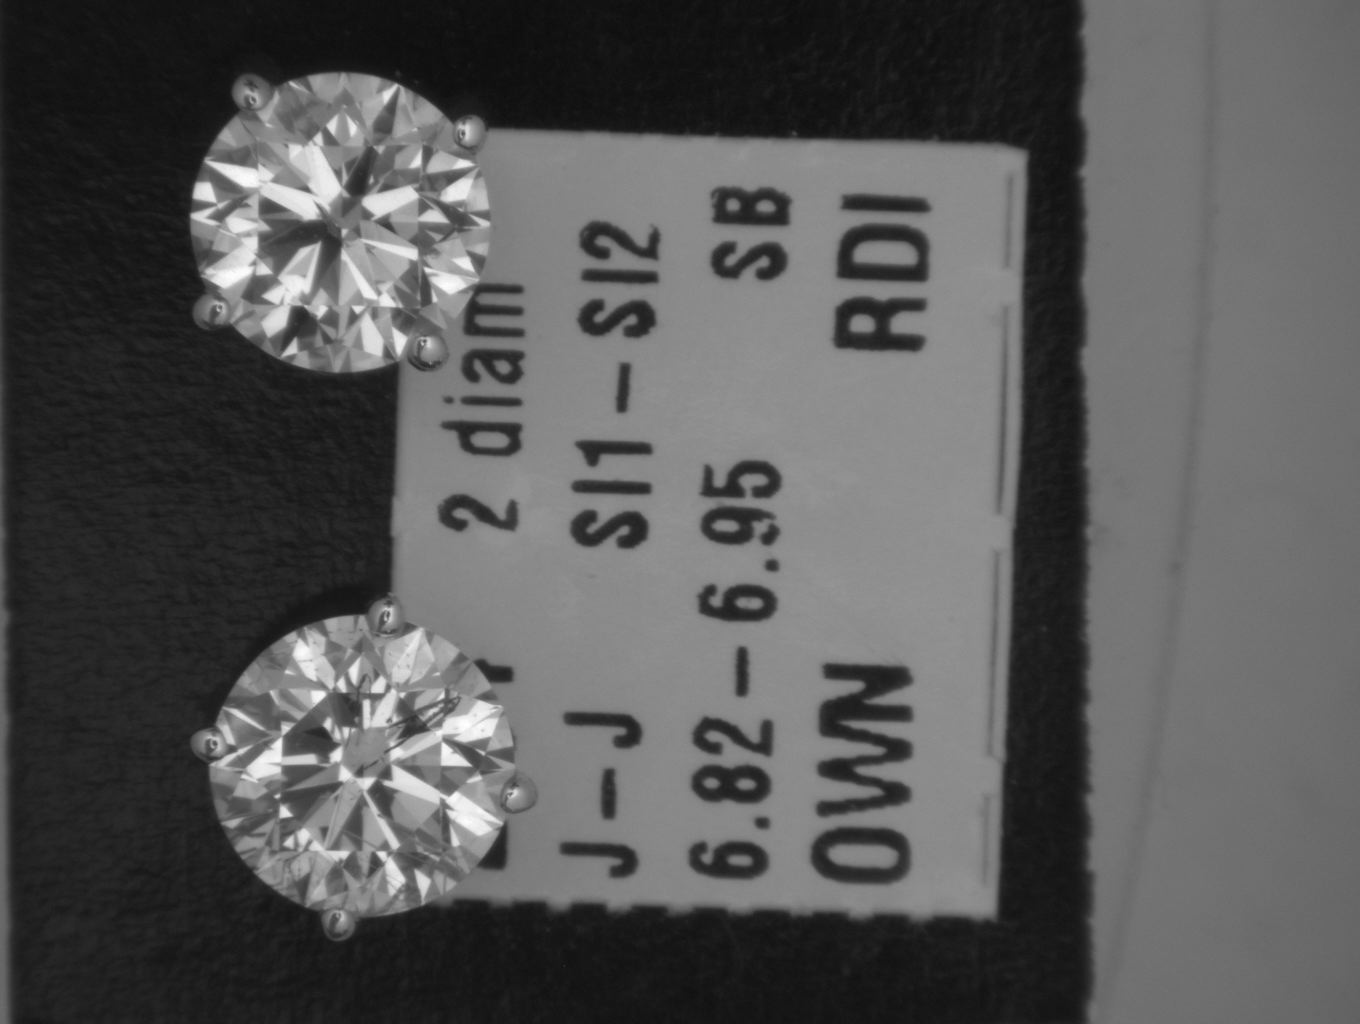 2 diam
J-J SI1-SI2
6.82-6.95 SB
OWN RDI